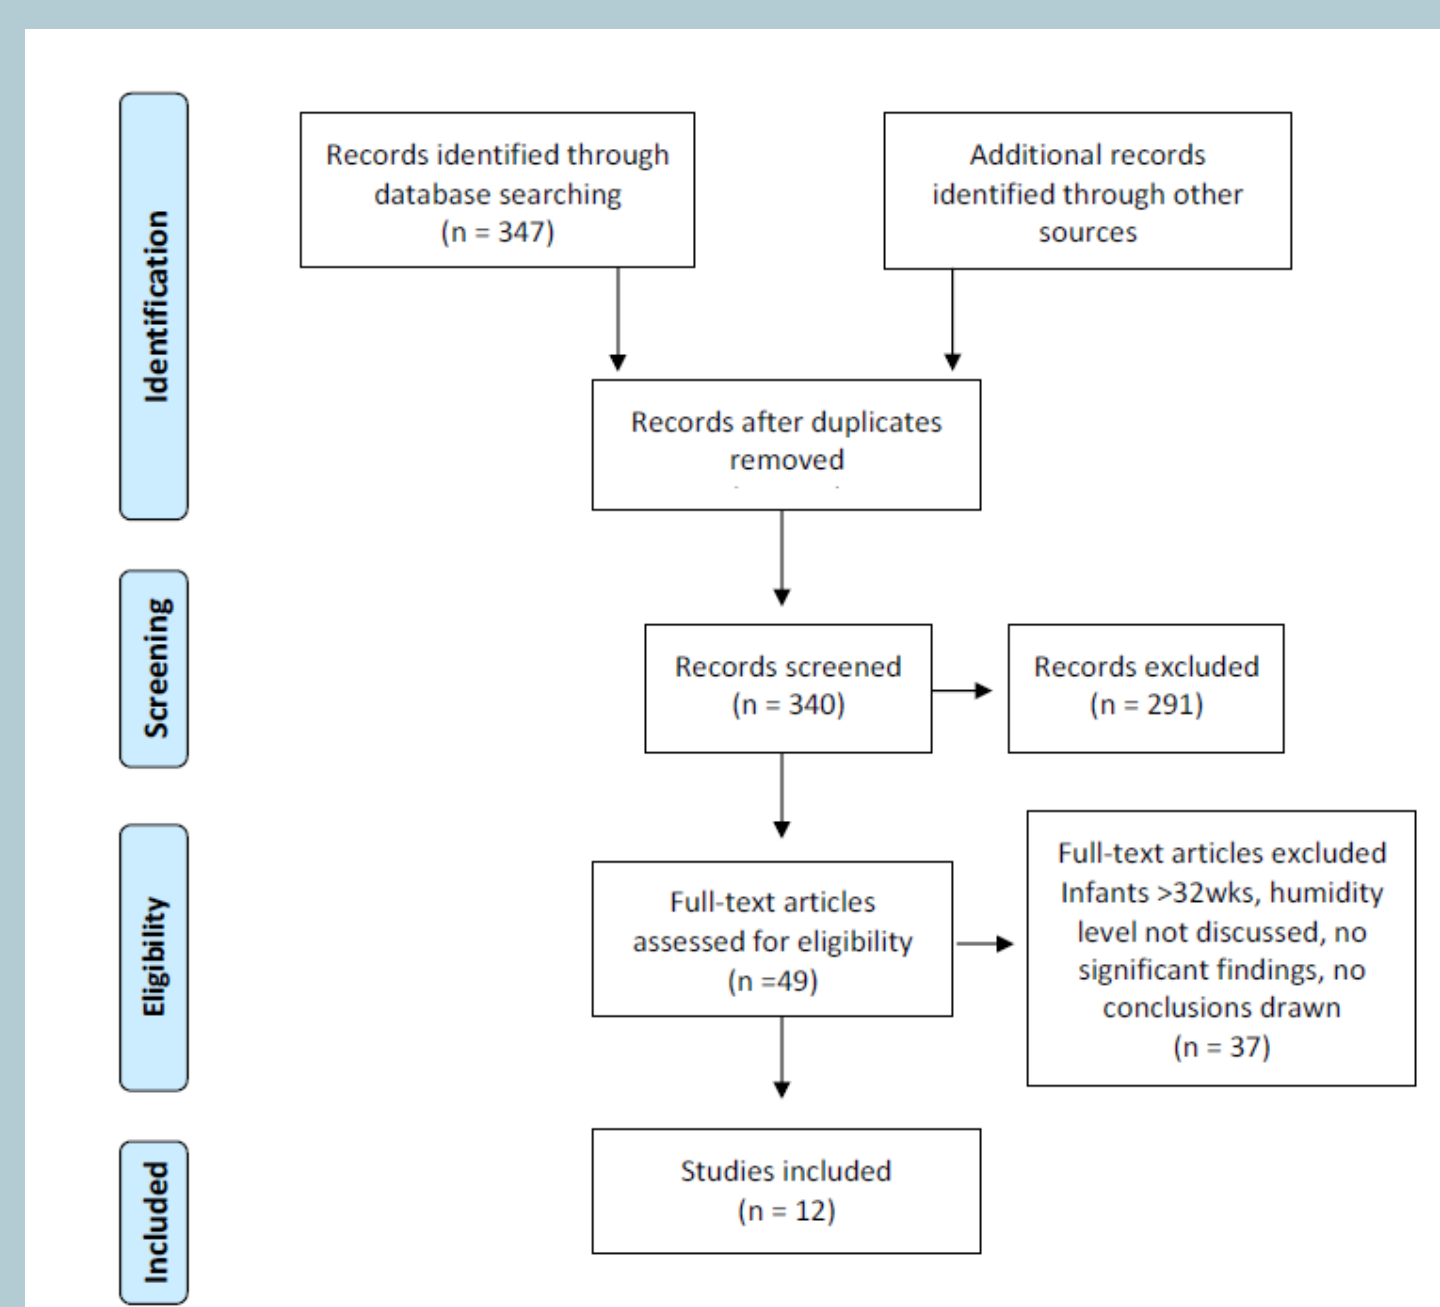 Identification
Records identified through
database searching
(n = 347)
Additional records
identified through other
sources
Records after duplicates
removed
Screening
Records screened
(n = 340)
Records excluded
(n = 291)
Eligibility
Full-text articles
assessed for eligibility
(n =49)
Full-text articles excluded
Infants >32wks, humidity
level not discussed, no
significant findings, no
conclusions drawn
(n = 37)
Included
Studies included
(n = 12)